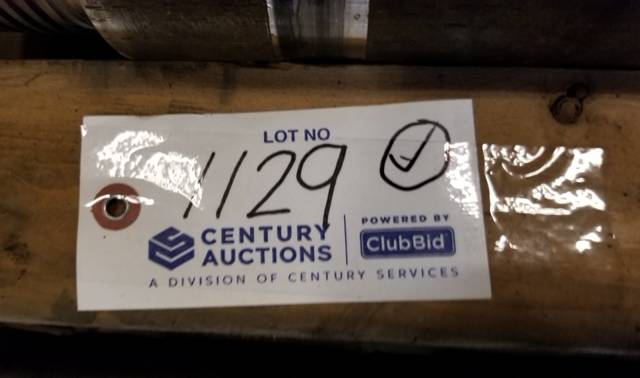 LOT NO
1129
CENTURY
AUCTIONS
POWERED BY
ClubBid
A DIVISION OF CENTURY SERVICES